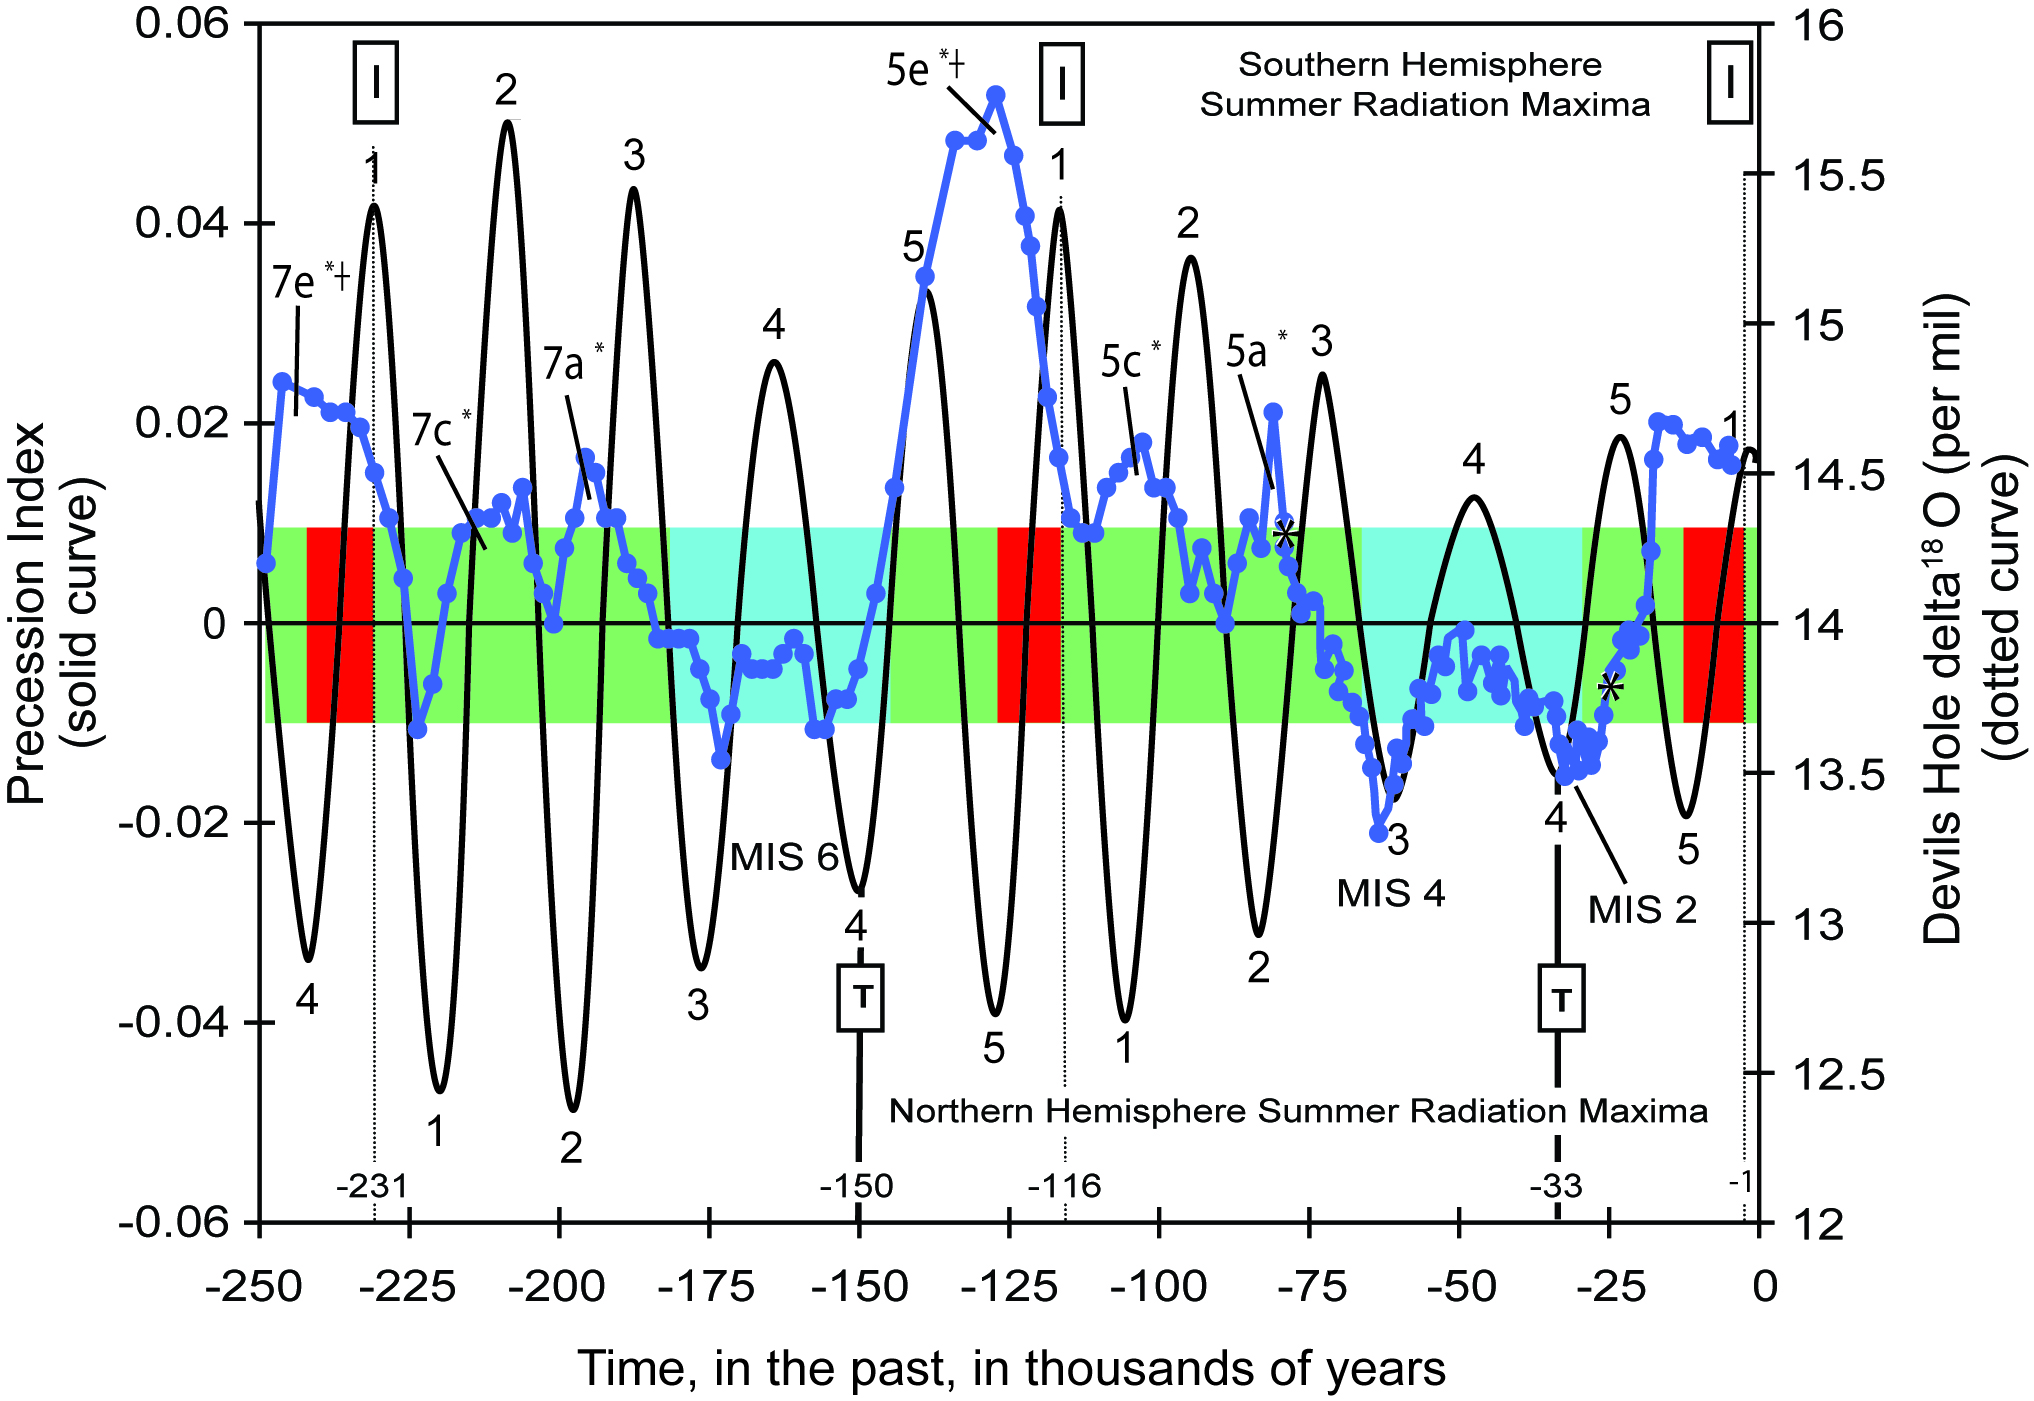 0.06
16
I
I
I
Southern Hemisphere
Summer Radiation Maxima
5e *‡
2
1
3
1
15.5
0.04
2
5
7e *‡
15
4
3
7a *
5c *
5a *
0.02
7c *
5
1
4
14.5
0
14
13.5
-0.02
MIS 6
3
4
5
MIS 4
MIS 2
13
4
2
4
3
T
T
-0.04
5
1
12.5
1
2
Northern Hemisphere Summer Radiation Maxima
-231
-150
-116
-33
-1
-0.06
12
-250
-225
-200
-175
-150
-125
-100
-75
-50
-25
0
Time, in the past, in thousands of years
Precession Index
(solid curve)
Devils Hole delta18 O (per mil)
(dotted curve)